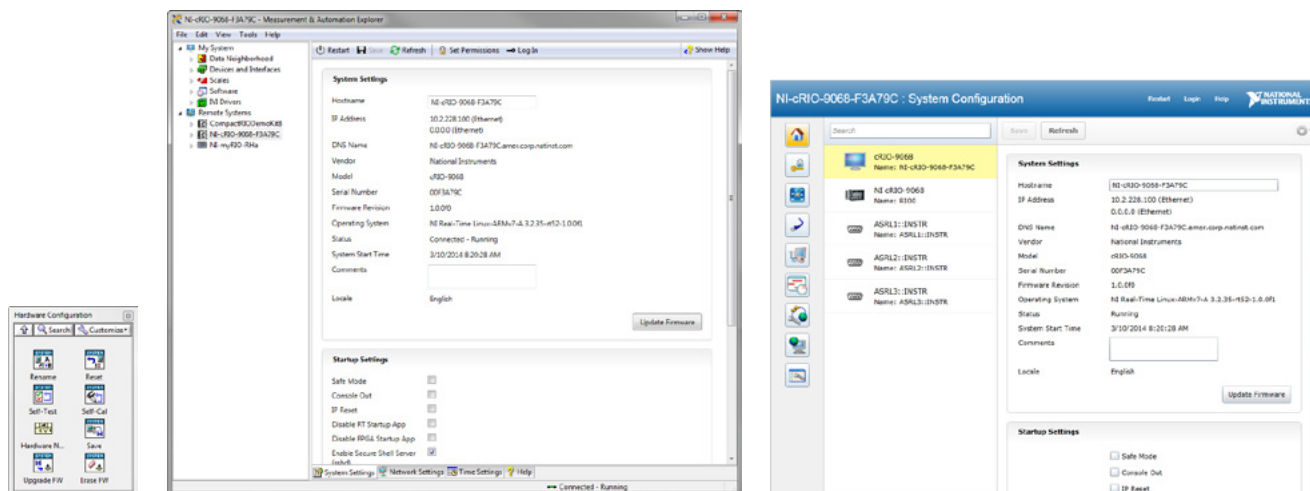 Hardware Configuration
Search
Customize
Rename
Reset
Self-Test
Self-Cal
Hardware N...
Save
Upgrade FW
Erase FW
NI-cRIO-9068-F3A79C - Measurement & Automation Explorer
File Edit View Tools Help
My System
Data Neighborhood
Devices and Interfaces
Scales
Software
IVI Drivers
Remote Systems
CompactRIODemoKit8
NI-cRIO-9068-F3A79C
NI-myRIO-RHa
Restart Save Refresh Set Permissions Log In Show Help
System Settings
Hostname NI-cRIO-9068-F3A79C
IP Address 10.2.228.100 (Ethernet)
0.0.0.0 (Ethernet)
DNS Name NI-cRIO-9068-F3A79C.amer.corp.natinst.com
Vendor National Instruments
Model cRIO-9068
Serial Number 00F3A79C
Firmware Revision 1.0.0f0
Operating System NI Real-Time Linux-ARMv7-A 3.2.35-rt52-1.0.0f1
Status Connected - Running
System Start Time 3/10/2014 8:20:28 AM
Comments
Locale English
Update Firmware
Startup Settings
Safe Mode
Console Out
IP Reset
Disable RT Startup App
Disable FPGA Startup App
Enable Secure Shell Server
(sshd)
System Settings Network Settings Time Settings Help
Connected - Running
NI-cRIO-9068-F3A79C : System Configuration
Restart Login Help NATIONAL INSTRUMENTS
Search
Save Refresh
cRIO-9068
Name: NI-cRIO-9068-F3A79C
NI cRIO-9068
Name: RIO0
ASRL1::INSTR
Name: ASRL1::INSTR
ASRL2::INSTR
Name: ASRL2::INSTR
ASRL3::INSTR
Name: ASRL3::INSTR
System Settings
Hostname NI-cRIO-9068-F3A79C
IP Address 10.2.228.100 (Ethernet)
0.0.0.0 (Ethernet)
DNS Name NI-cRIO-9068-F3A79C.amer.corp.natinst.com
Vendor National Instruments
Model cRIO-9068
Serial Number 00F3A79C
Firmware Revision 1.0.0f0
Operating System NI Real-Time Linux-ARMv7-A 3.2.35-rt52-1.0.0f1
Status Running
System Start Time 3/10/2014 8:20:28 AM
Comments
Locale English
Update Firmware
Startup Settings
Safe Mode
Console Out
IP Reset